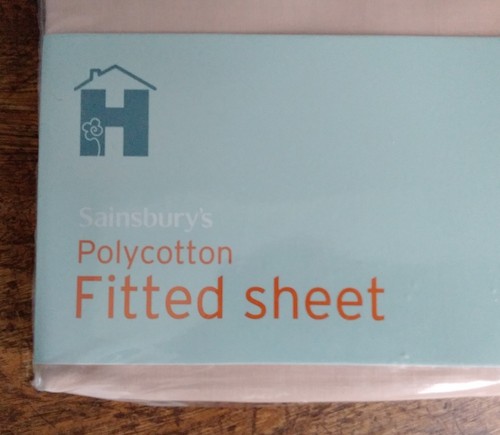 H
Sainsbury's
Polycotton
Fitted sheet